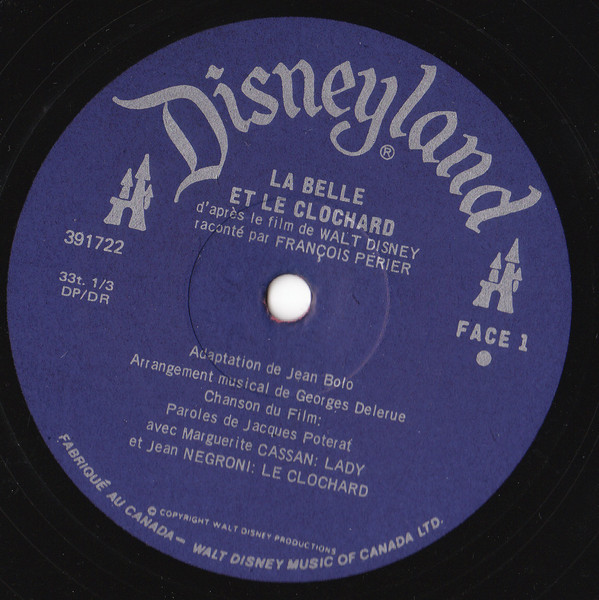 Disneyland®
LA BELLE
ET LE CLOCHARD
d'après le film de WALT DISNEY
raconté par FRANÇOIS PÉRIER
391722
33t. 1/3
DP/DR
FACE 1
Adaptation de Jean Bolo
Arrangement musical de Georges Delerue
Chanson du Film:
Paroles de Jacques Poterat
avec Marguerite CASSAN: LADY
et Jean NEGRONI: LE CLOCHARD
© COPYRIGHT WALT DISNEY PRODUCTIONS
FABRIQUÉ AU CANADA — WALT DISNEY MUSIC OF CANADA LTD.